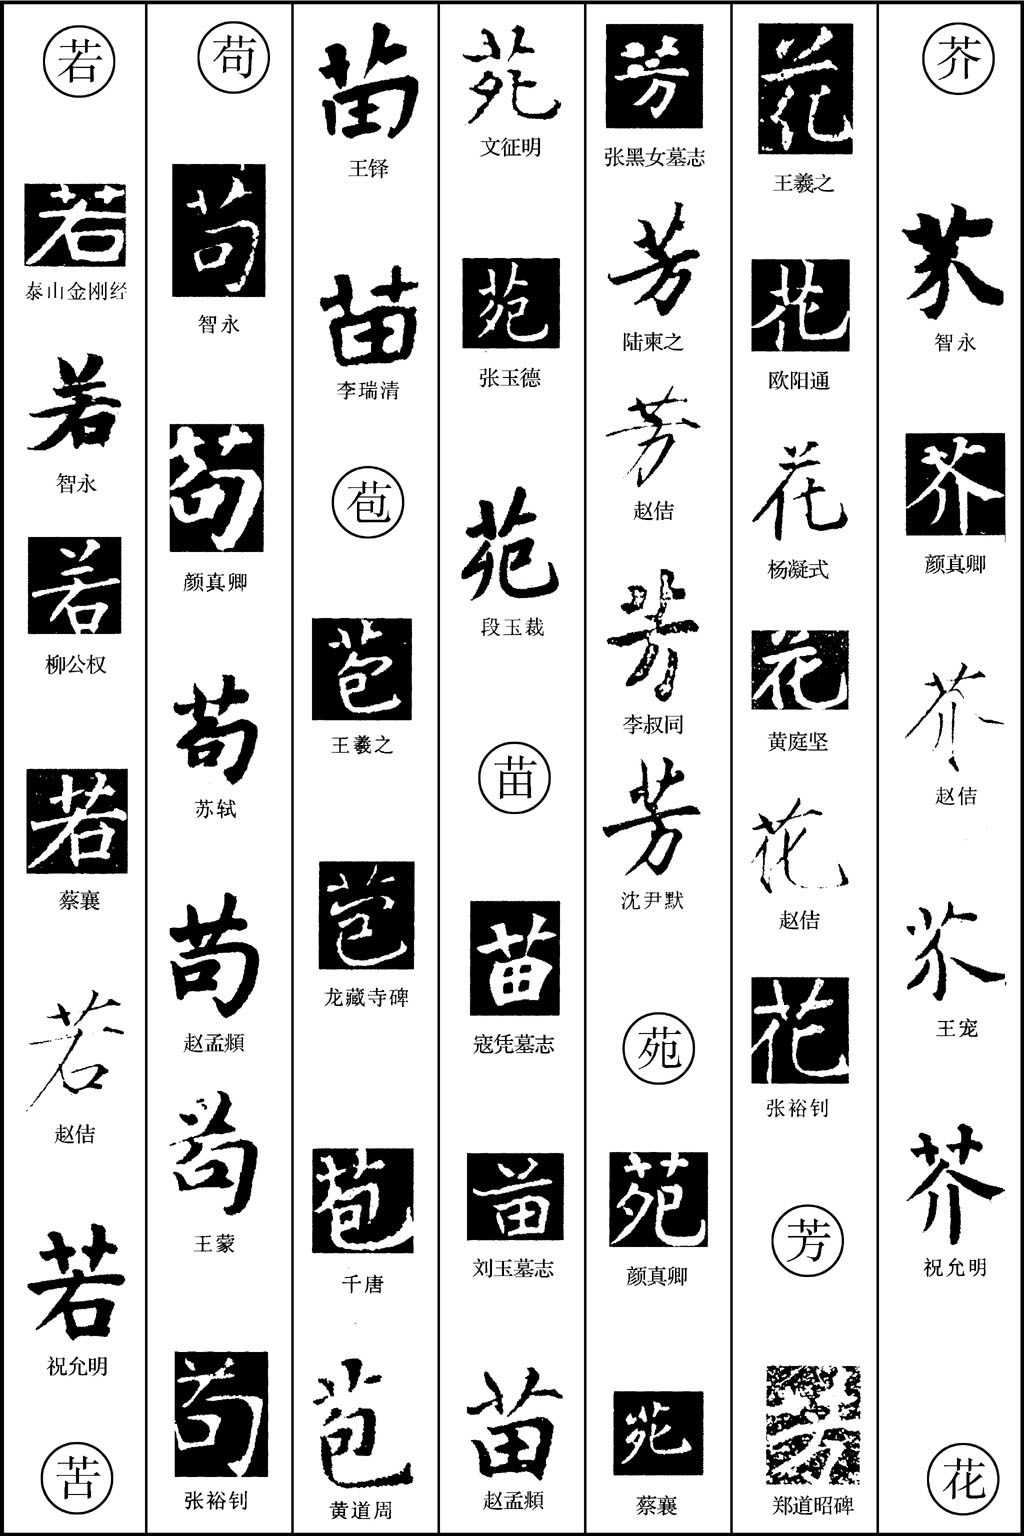 芥
芥
智永
芥
颜真卿
芥
赵佶
芥
王宠
芥
祝允明
花
花
王羲之
花
欧阳通
花
杨凝式
花
黄庭坚
花
赵佶
花
张裕钊
芳
芳
郑道昭碑
芳
张黑女墓志
芳
陆柬之
芳
赵佶
芳
李叔同
芳
沈尹默
苑
苑
颜真卿
苑
蔡襄
苑
文征明
苑
张玉德
苑
段玉裁
苗
苗
寇凭墓志
苗
刘玉墓志
苗
赵孟頫
苗
王铎
苗
李瑞清
苞
苞
王羲之
苞
龙藏寺碑
苞
千唐
苞
黄道周
苟
苟
智永
苟
颜真卿
苟
苏轼
苟
赵孟頫
苟
王蒙
苟
张裕钊
若
若
泰山金刚经
若
智永
若
柳公权
若
蔡襄
若
赵佶
若
祝允明
苦